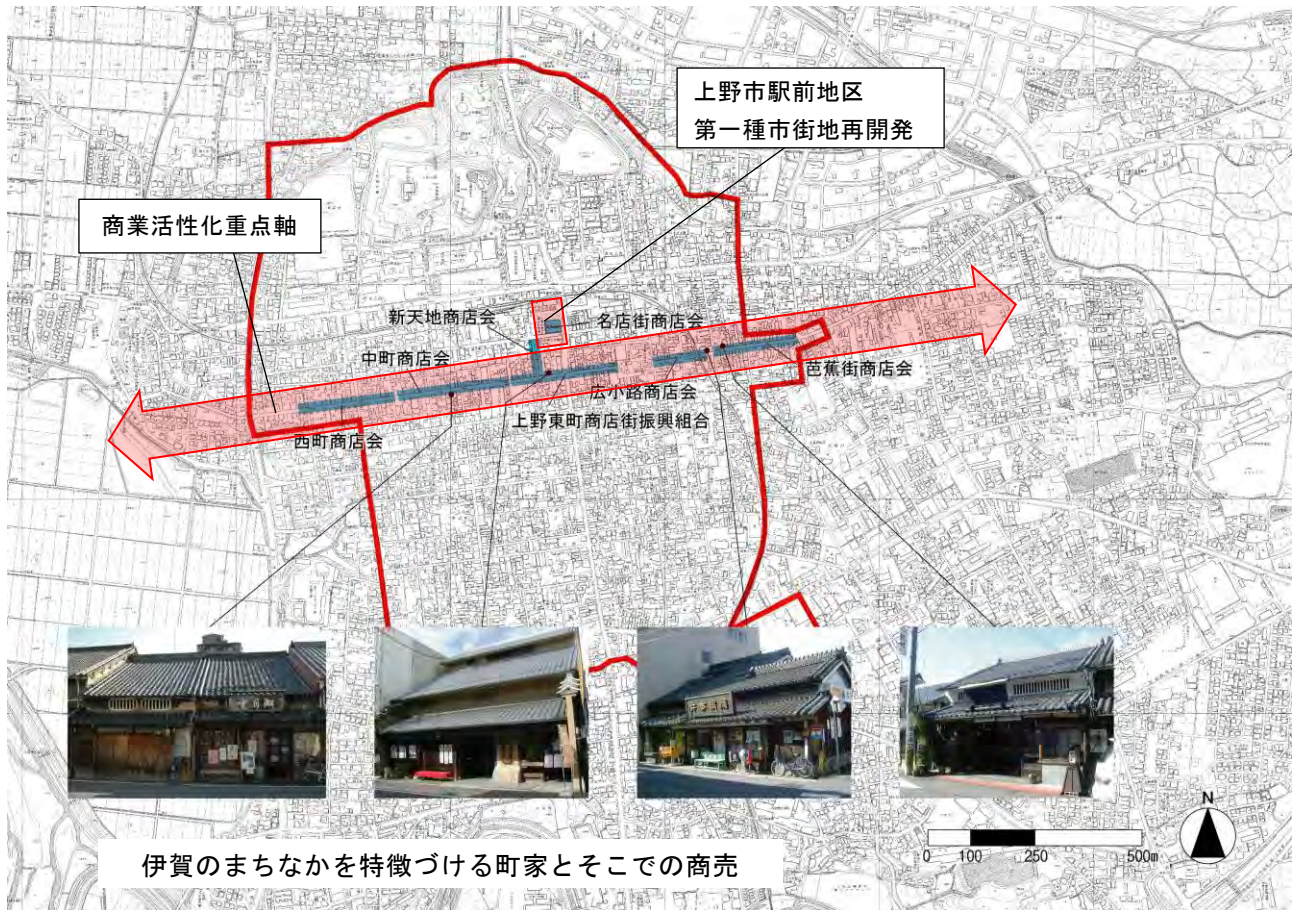 上野市駅前地区
第一種市街地再開発
商業活性化重点軸
新天地商店会
名店街商店会
中町商店会
広小路商店会
芭蕉街商店会
西町商店会
上野東町商店街振興組合
N
0 100 250 500m
伊賀のまちなかを特徴づける町家とそこでの商売